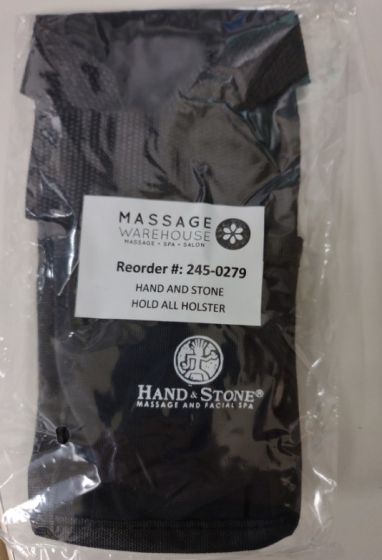 MASSAGE
WAREHOUSE
MASSAGE • SPA • SALON
Reorder #: 245-0279
HAND AND STONE
HOLD ALL HOLSTER
HAND & STONE®
MASSAGE AND FACIAL SPA